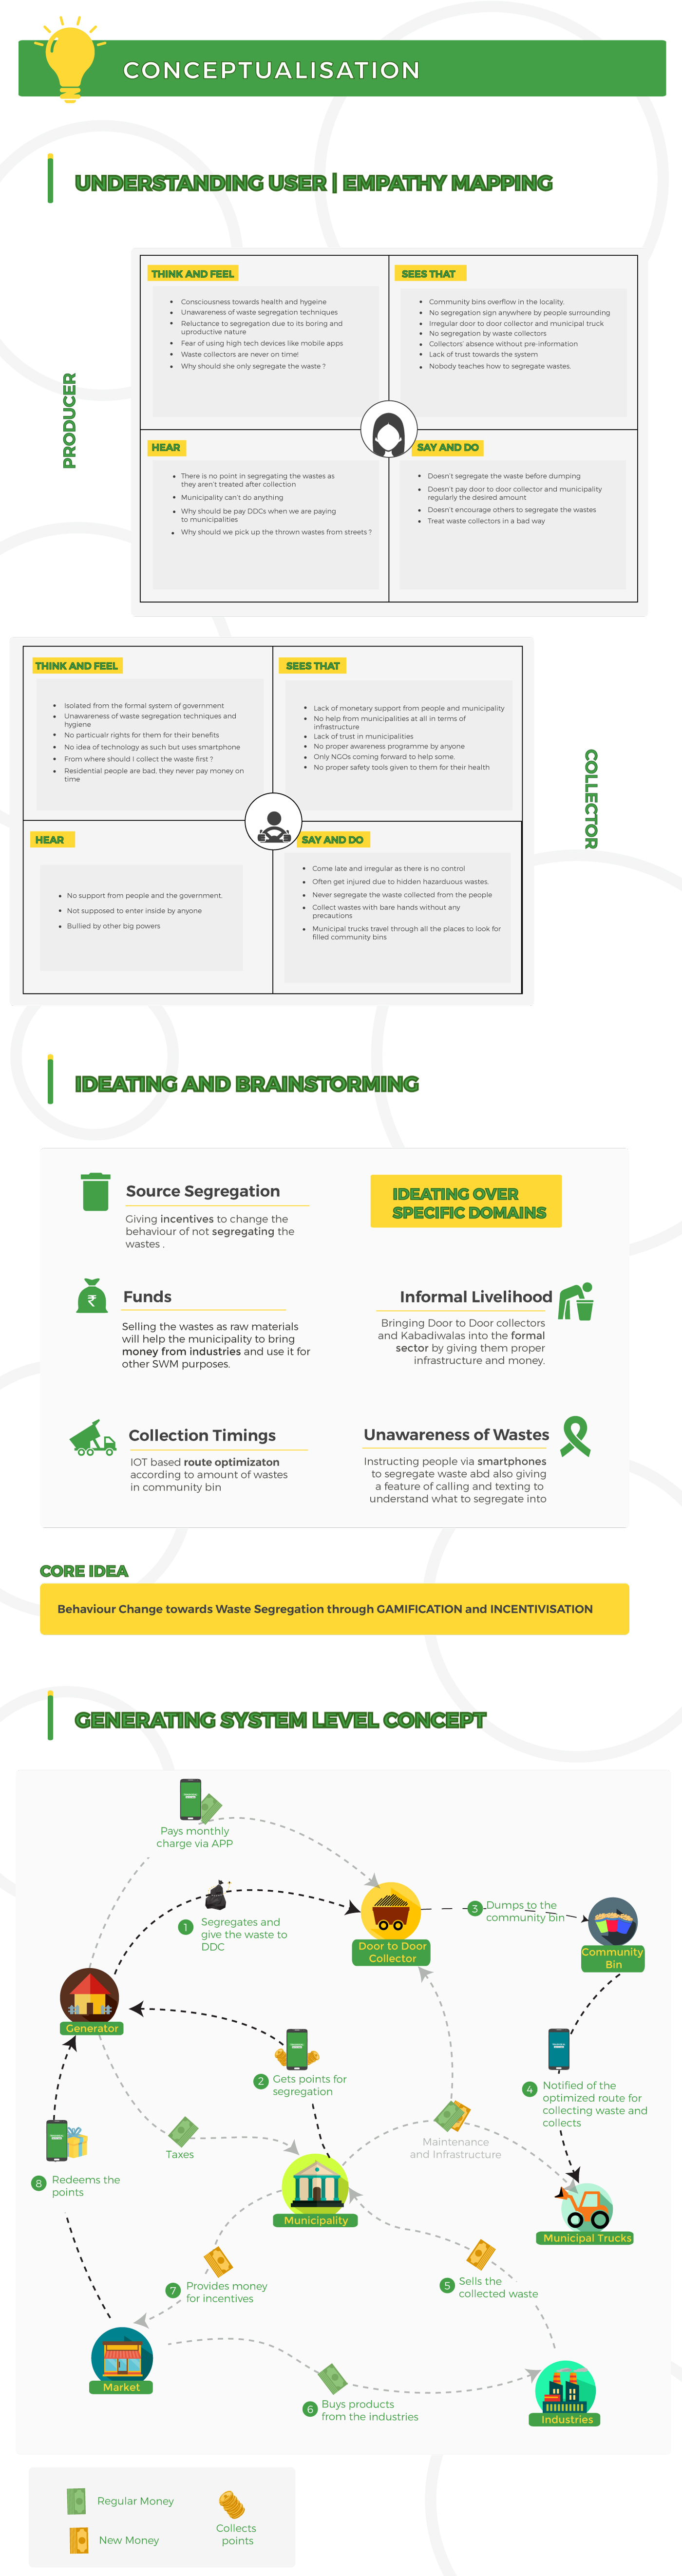 CONCEPTUALISATION
UNDERSTANDING USER | EMPATHY MAPPING
PRODUCER
THINK AND FEEL
Consciousness towards health and hygeine
Unawareness of waste segregation techniques
Reluctance to segregation due to its boring and
uproductive nature
Fear of using high tech devices like mobile apps
Waste collectors are never on time!
Why should she only segregate the waste ?
SEES THAT
Community bins overflow in the locality.
No segregation sign anywhere by people surrounding
Irregular door to door collector and municipal truck
No segregation by waste collectors
Collectors' absence without pre-information
Lack of trust towards the system
Nobody teaches how to segregate wastes.
HEAR
There is no point in segregating the wastes as
they aren't treated after collection
Municipality can't do anything
Why should be pay DDCs when we are paying
to municipalities
Why should we pick up the thrown wastes from streets ?
SAY AND DO
Doesn't segregate the waste before dumping
Doesn't pay door to door collector and municipality
regularly the desired amount
Doesn't encourage others to segregate the wastes
Treat waste collectors in a bad way
COLLECTOR
THINK AND FEEL
Isolated from the formal system of government
Unawareness of waste segregation techniques and
hygiene
No particualr rights for them for their benefits
No idea of technology as such but uses smartphone
From where should I collect the waste first ?
Residential people are bad, they never pay money on
time
SEES THAT
Lack of monetary support from people and municipality
No help from municipalities at all in terms of
infrastructure
Lack of trust in municipalities
No proper awareness programme by anyone
Only NGOs coming forward to help some.
No proper safety tools given to them for their health
HEAR
No support from people and the government.
Not supposed to enter inside by anyone
Bullied by other big powers
SAY AND DO
Come late and irregular as there is no control
Often get injured due to hidden hazarduous wastes.
Never segregate the waste collected from the people
Collect wastes with bare hands without any
precautions
Municipal trucks travel through all the places to look for
filled community bins
IDEATING AND BRAINSTORMING
Source Segregation
Giving incentives to change the
behaviour of not segregating the
wastes .
IDEATING OVER
SPECIFIC DOMAINS
Funds
Selling the wastes as raw materials
will help the municipality to bring
money from industries and use it for
other SWM purposes.
Informal Livelihood
Bringing Door to Door collectors
and Kabadiwalas into the formal
sector by giving them proper
infrastructure and money.
Collection Timings
IOT based route optimizaton
according to amount of wastes
in community bin
Unawareness of Wastes
Instructing people via smartphones
to segregate waste abd also giving
a feature of calling and texting to
understand what to segregate into
CORE IDEA
Behaviour Change towards Waste Segregation through GAMIFICATION and INCENTIVISATION
GENERATING SYSTEM LEVEL CONCEPT
Pays monthly
charge via APP
1 Segregates and
give the waste to
DDC
Door to Door
Collector
3 Dumps to the
community bin
Community
Bin
Generator
2 Gets points for
segregation
4 Notified of the
optimized route for
collecting waste and
collects
Taxes
Maintenance
and Infrastructure
8 Redeems the
points
Municipality
Municipal Trucks
7 Provides money
for incentives
5 Sells the
collected waste
Market
6 Buys products
from the industries
Industries
Regular Money
New Money
Collects
points